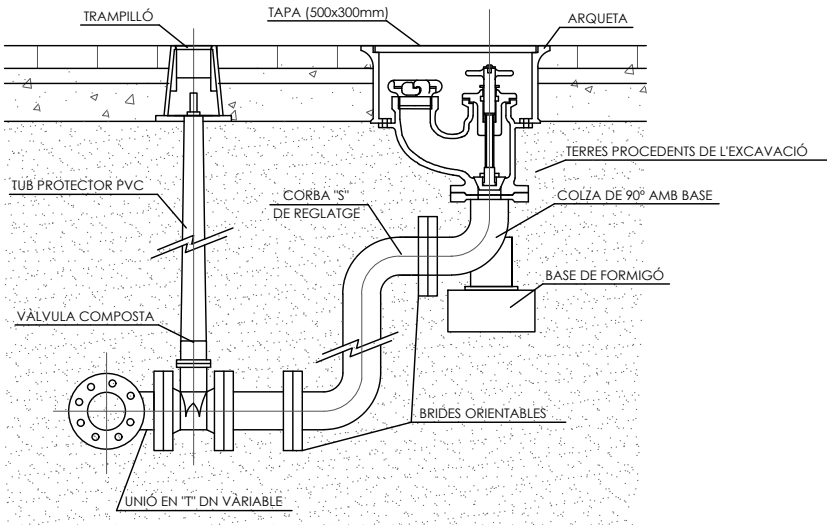 TRAMPILLÓ
TAPA (500x300mm)
ARQUETA
TERRES PROCEDENTS DE L'EXCAVACIÓ
TUB PROTECTOR PVC
CORBA "S"
DE REGLATGE
COLZA DE 90º AMB BASE
BASE DE FORMIGÓ
VÀLVULA COMPOSTA
BRIDES ORIENTABLES
UNIÓ EN "T" DN VARIABLE